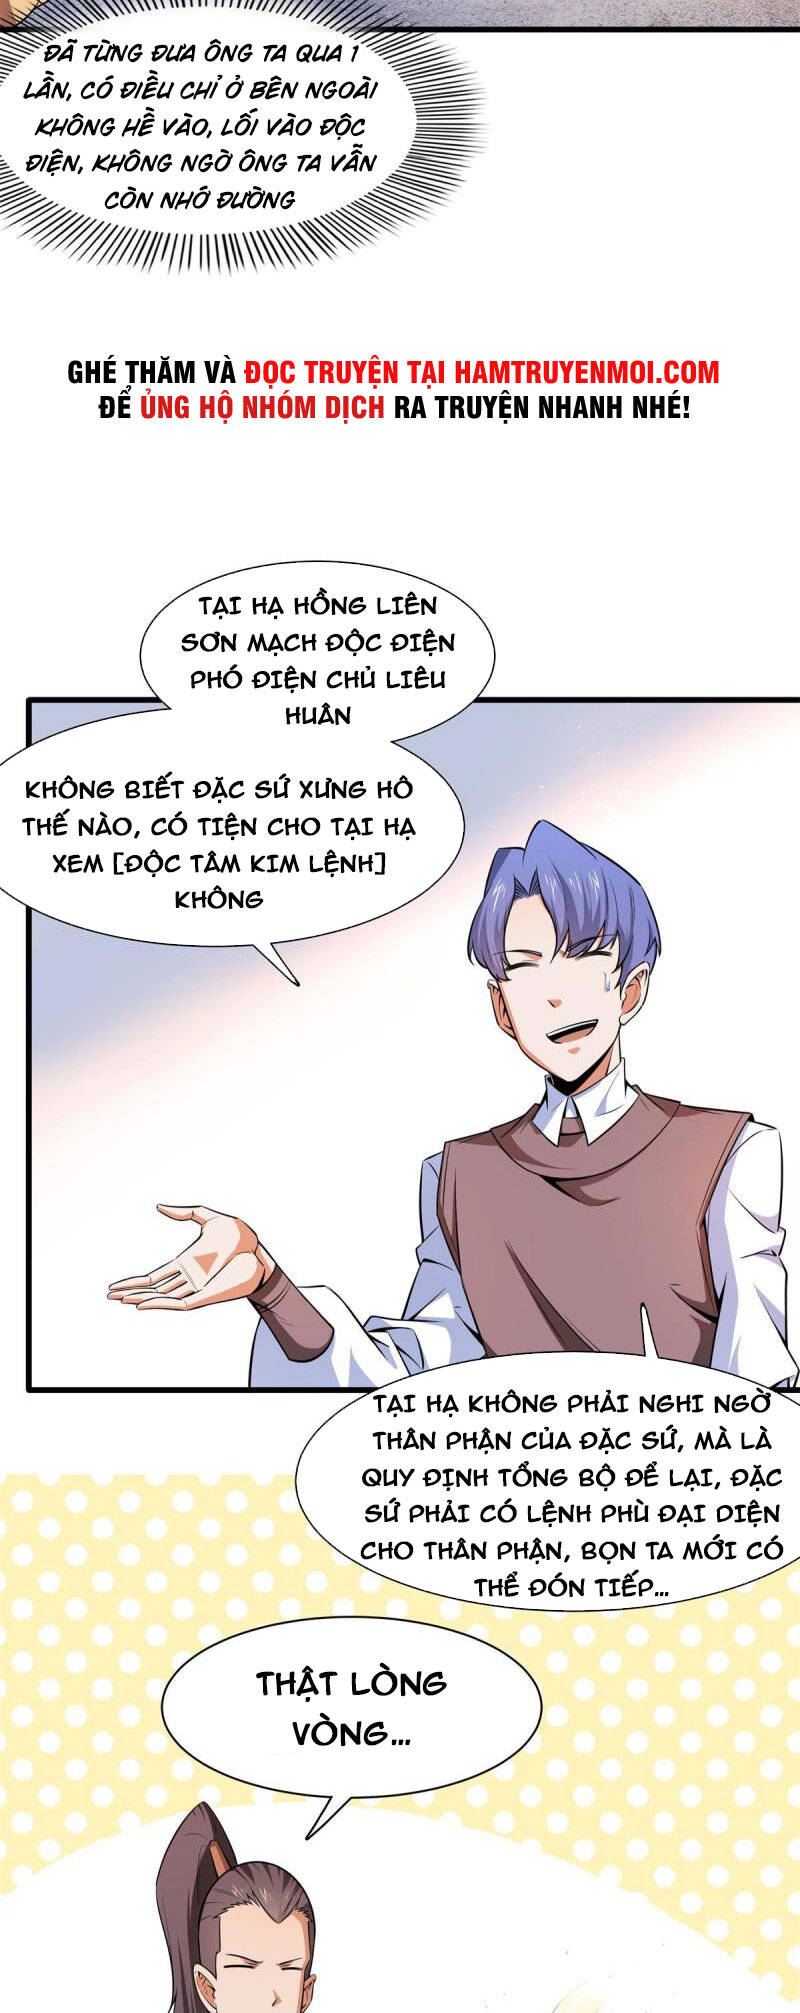 ĐÃ TỪNG ĐƯA ÔNG TA QUA 1
LẦN, CÓ ĐIỀU CHỈ Ở BÊN NGOÀI
KHÔNG HỀ VÀO, LỐI VÀO ĐỘC
ĐIỆN, KHÔNG NGỜ ÔNG TA VẪN
CÒN NHỚ ĐƯỜNG
GHÉ THĂM VÀ ĐỌC TRUYỆN TẠI HAMTRUYENMOI.COM
ĐỂ ỦNG HỘ NHÓM DỊCH RA TRUYỆN NHANH NHÉ!
TẠI HẠ HỒNG LIÊN
SƠN MẠCH ĐỘC ĐIỆN
PHÓ ĐIỆN CHỦ LIÊU
HUÂN
KHÔNG BIẾT ĐẶC SỨ XƯNG HÔ
THẾ NÀO, CÓ TIỆN CHO TẠI HẠ
XEM [ĐỘC TÂM KIM LỆNH]
KHÔNG
TẠI HẠ KHÔNG PHẢI NGHI NGỜ
THÂN PHẬN CỦA ĐẶC SỨ, MÀ LÀ
QUY ĐỊNH TỔNG BỘ ĐỂ LẠI, ĐẶC
SỨ PHẢI CÓ LỆNH PHÙ ĐẠI DIỆN
CHO THÂN PHẬN, BỌN TA MỚI CÓ
THỂ ĐÓN TIẾP...
THẬT LÒNG
VÒNG...